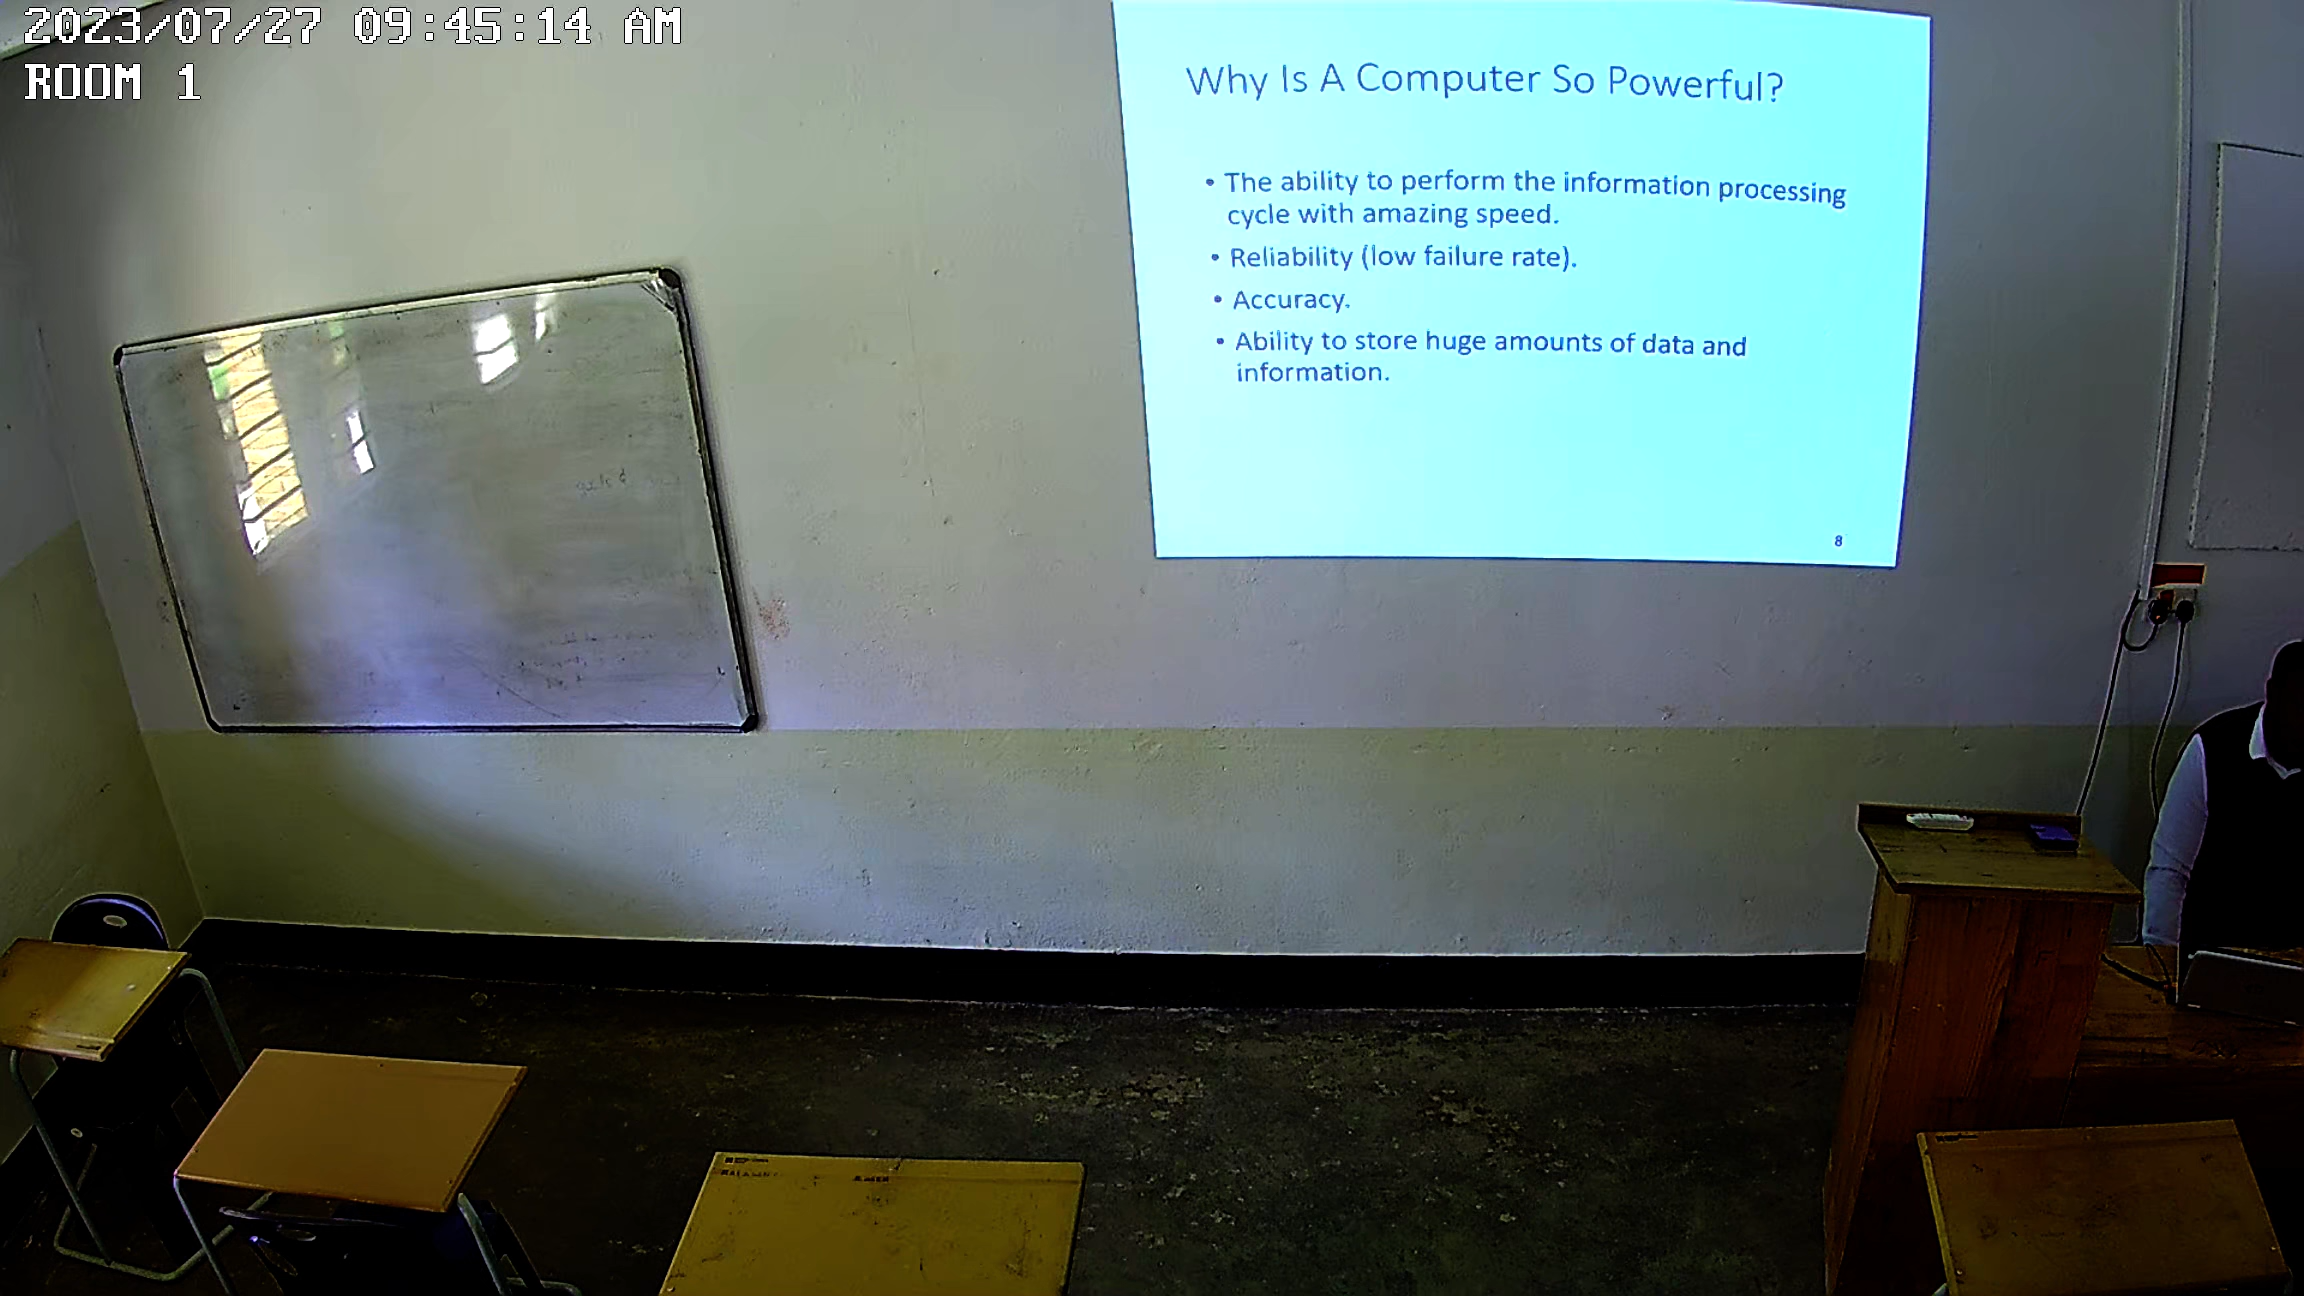 2023/07/27 09:45:14 AM
ROOM 1
Why Is A Computer So Powerful?
• The ability to perform the information processing
cycle with amazing speed.
• Reliability (low failure rate).
• Accuracy.
• Ability to store huge amounts of data and
information.
8